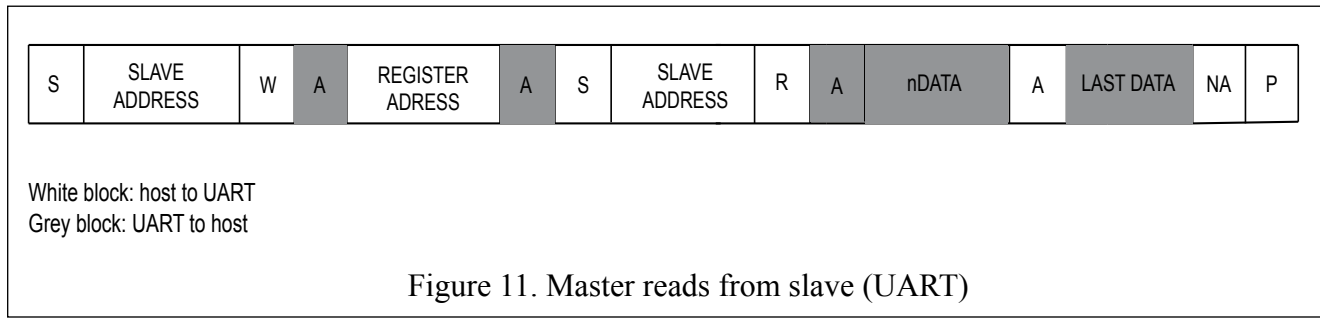 S SLAVE ADDRESS W A REGISTER ADRESS A S SLAVE ADDRESS R A nDATA A LAST DATA NA P
White block: host to UART
Grey block: UART to host
Figure 11. Master reads from slave (UART)